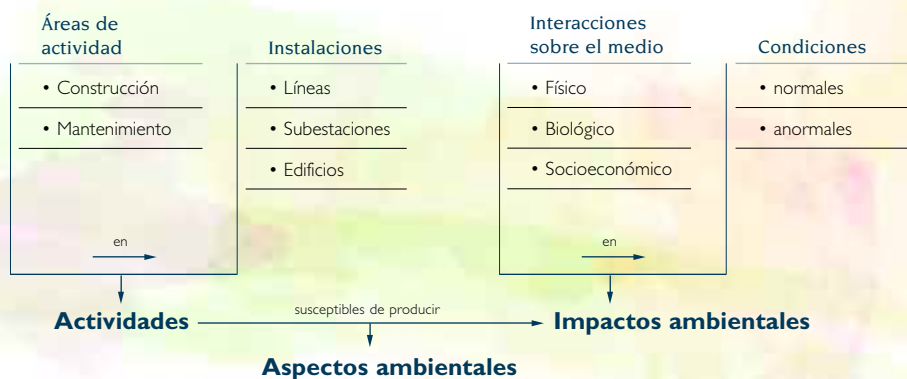 Áreas de
actividad
• Construcción
• Mantenimiento
Instalaciones
• Líneas
• Subestaciones
• Edificios
en
Actividades
Interacciones
sobre el medio
• Físico
• Biológico
• Socioeconómico
Condiciones
• normales
• anormales
en
susceptibles de producir
Impactos ambientales
Aspectos ambientales